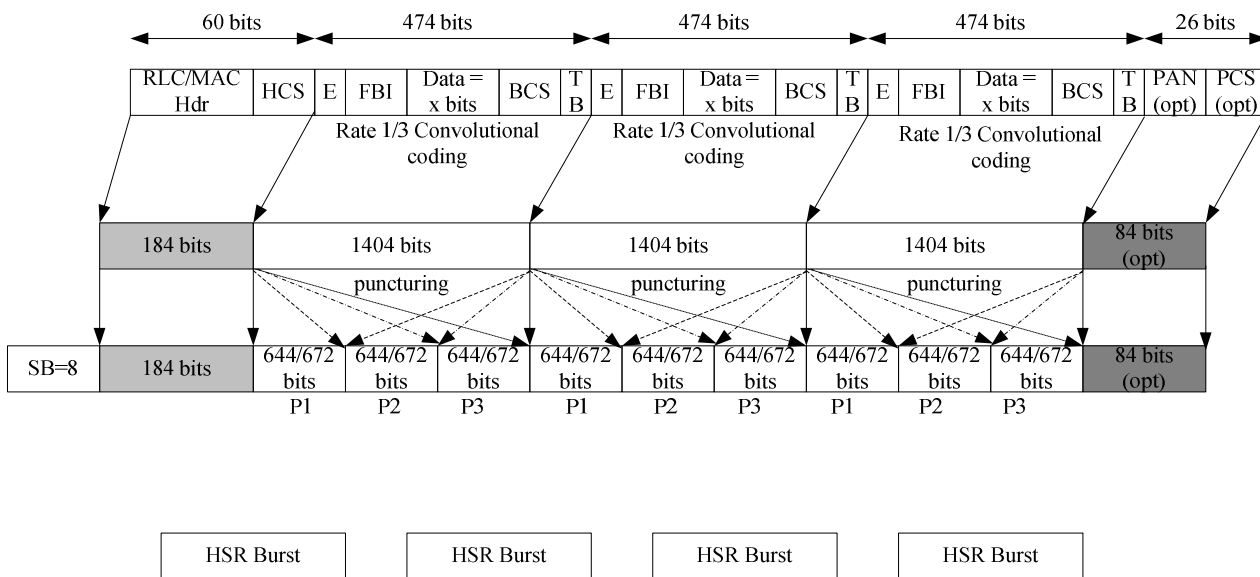 60 bits 474 bits 474 bits 474 bits 26 bits
RLC/MAC Hdr HCS E FBI Data = x bits BCS T B E FBI Data = x bits BCS T B E FBI Data = x bits BCS T B PAN (opt) PCS (opt)
Rate 1/3 Convolutional coding Rate 1/3 Convolutional coding Rate 1/3 Convolutional coding
184 bits 1404 bits 1404 bits 1404 bits 84 bits (opt)
puncturing puncturing puncturing
SB=8 184 bits 644/672 bits 644/672 bits 644/672 bits 644/672 bits 644/672 bits 644/672 bits 644/672 bits 644/672 bits 644/672 bits 84 bits (opt)
P1 P2 P3 P1 P2 P3 P1 P2 P3
HSR Burst HSR Burst HSR Burst HSR Burst